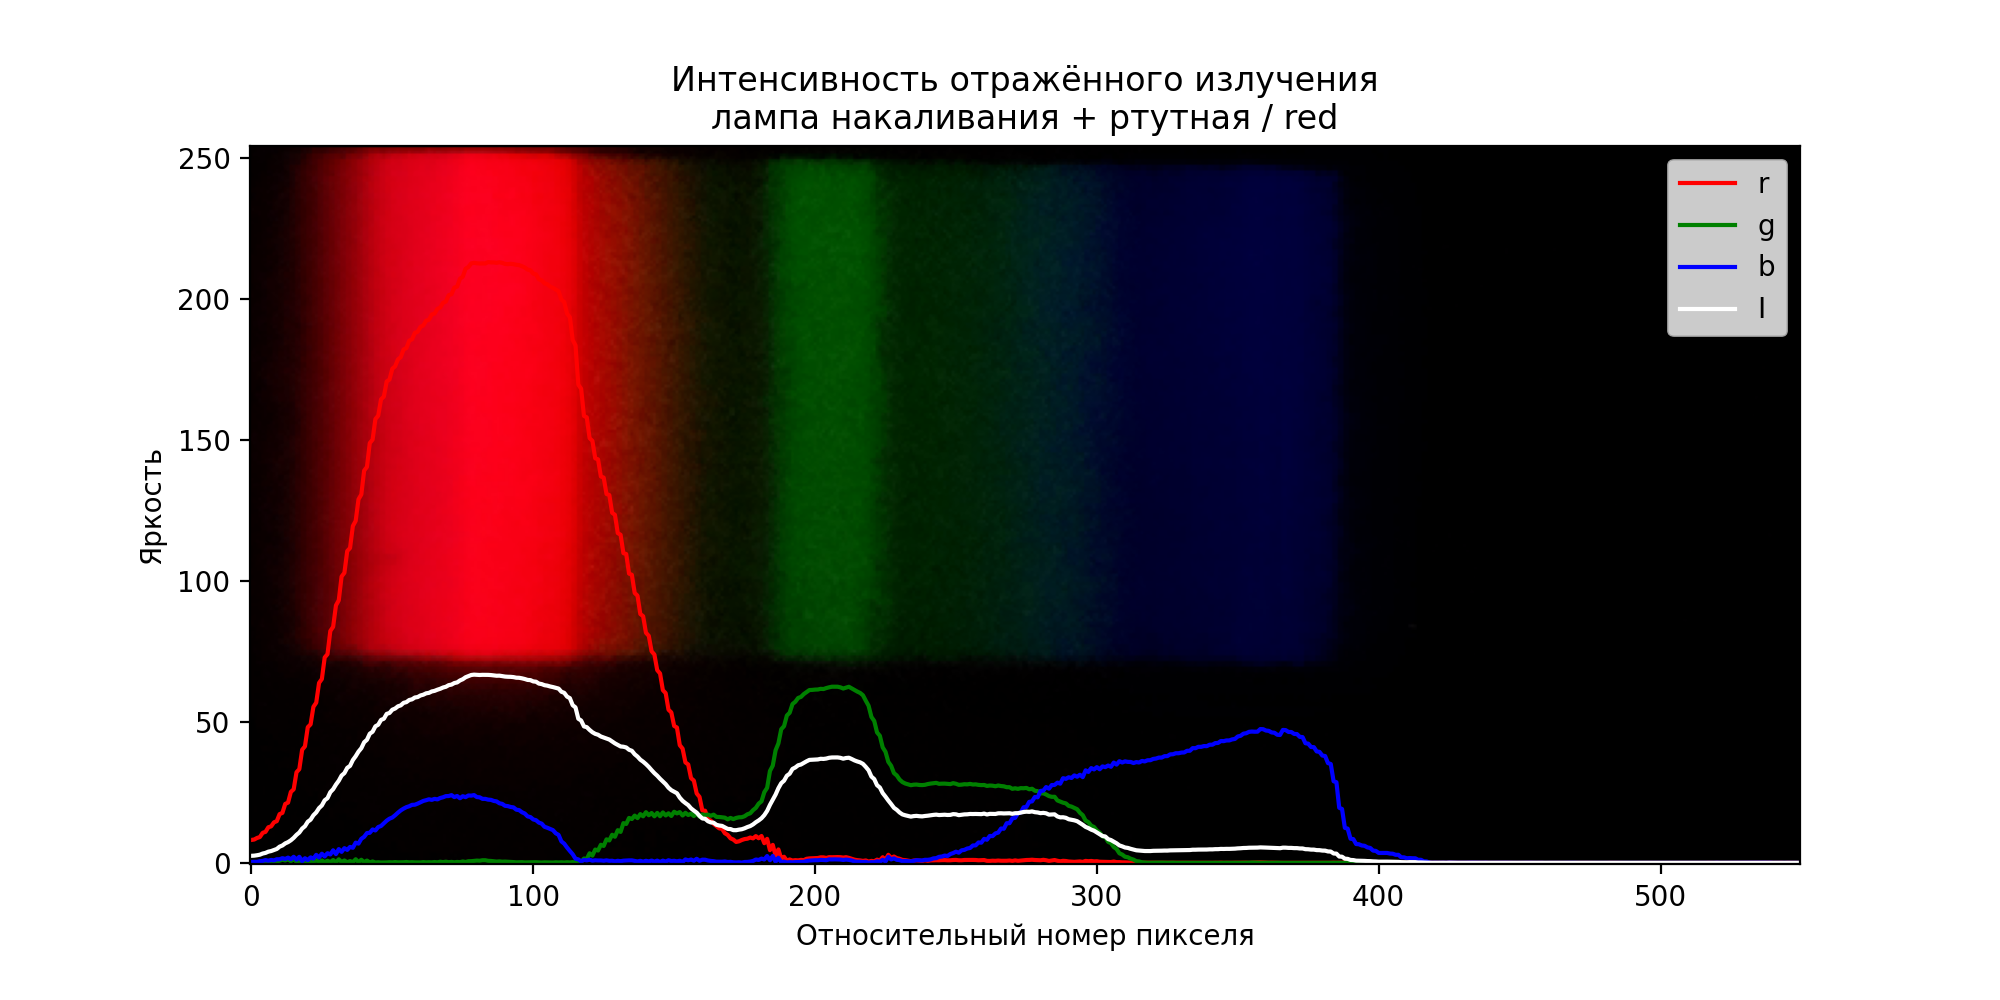 Интенсивность отражённого излучения
лампа накаливания + ртутная / red
250
200
150
100
50
0
Яркость
r
g
b
l
0 100 200 300 400 500
Относительный номер пикселя